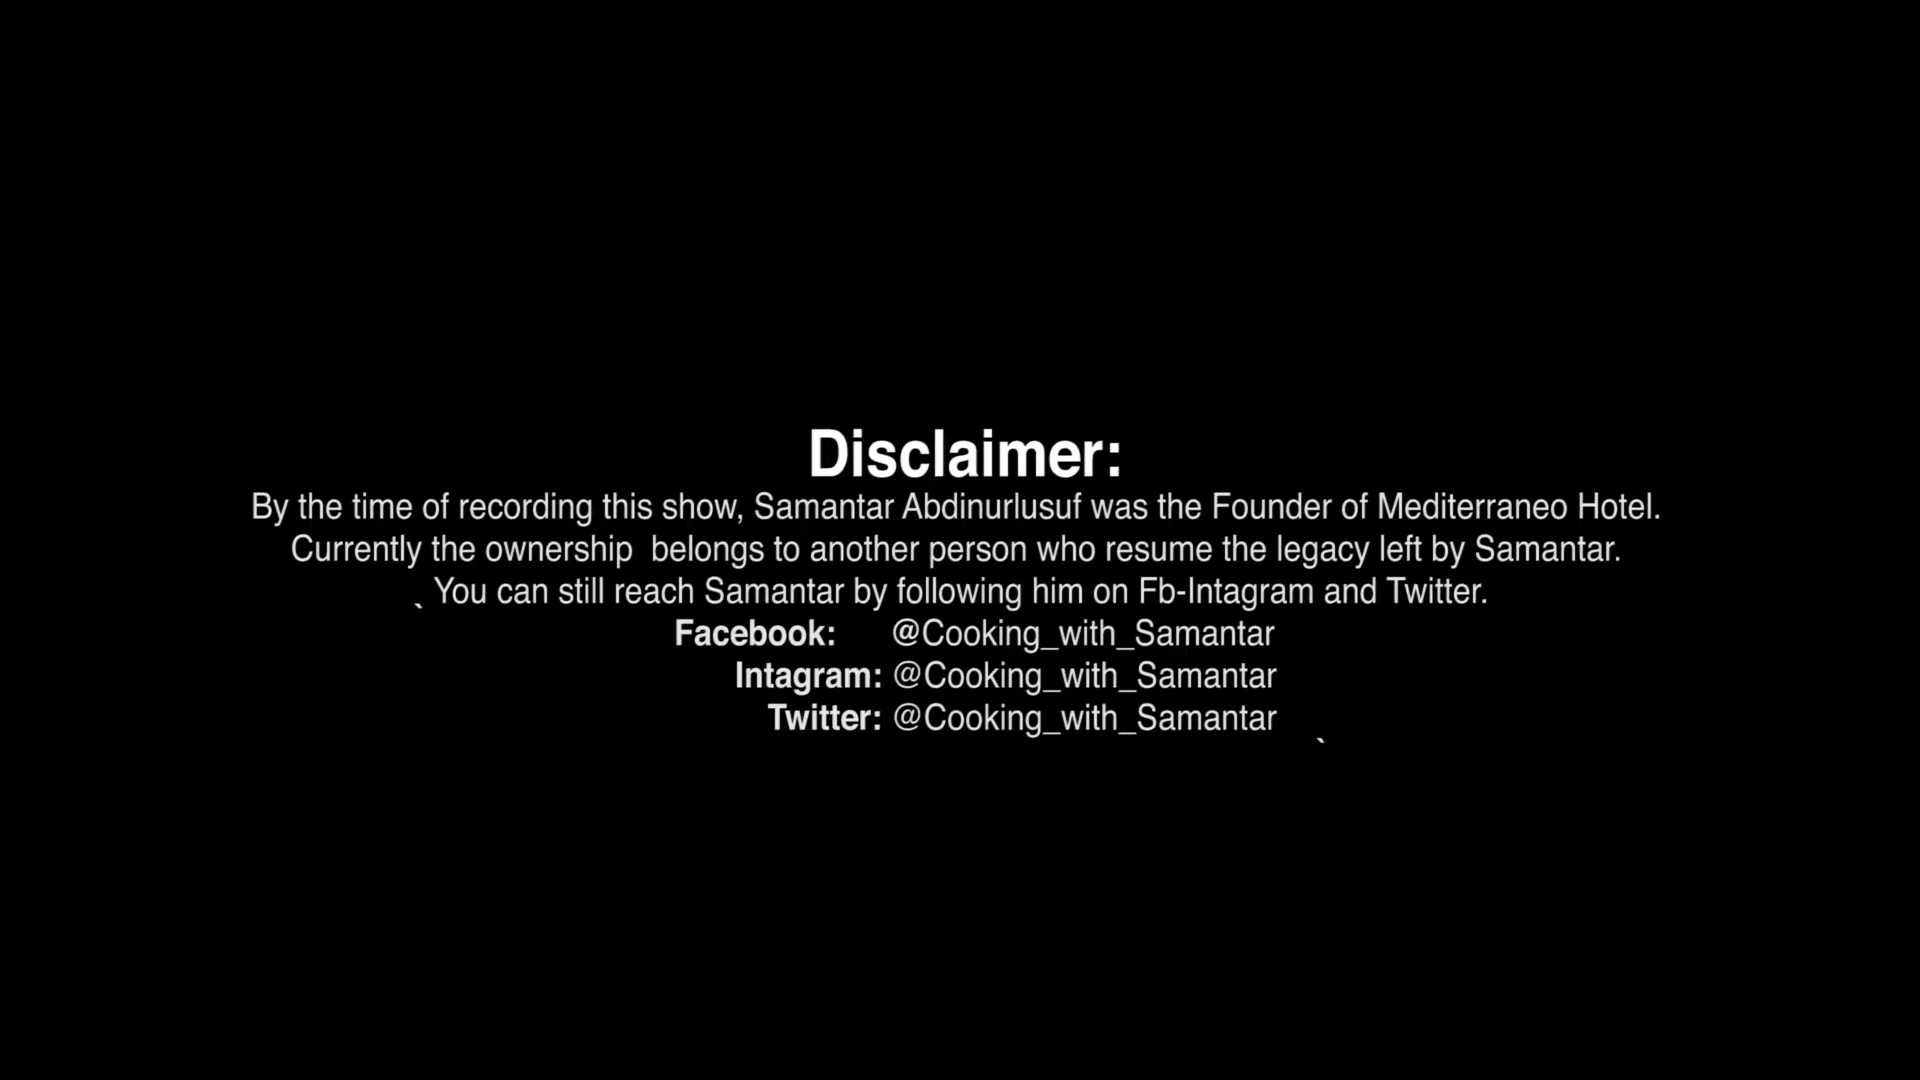 Disclaimer:
By the time of recording this show, Samantar Abdinurlusuf was the Founder of Mediterraneo Hotel.
Currently the ownership  belongs to another person who resume the legacy left by Samantar.
` You can still reach Samantar by following him on Fb-Intagram and Twitter.
Facebook: @Cooking_with_Samantar
Intagram: @Cooking_with_Samantar
Twitter: @Cooking_with_Samantar
`